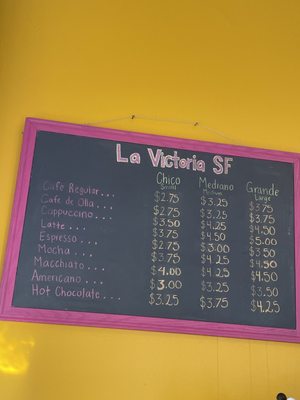 La Victoria SF
Chico Mediano Grande
Small Medium Large
Café Regular... $2.75 $3.25 $3.75
Cafe de Olla... $2.75 $3.25 $3.75
Cappuccino.... $3.50 $4.25 $4.50
Latte.... $3.75 $4.50 $5.00
Espresso.... $2.75 $3.00 $3.50
Mocha.... $3.75 $4.25 $4.50
Macchiato.... $4.00 $4.25 $4.50
Americano.... $3.00 $3.25 $3.50
Hot Chocolate.... $3.25 $3.75 $4.25